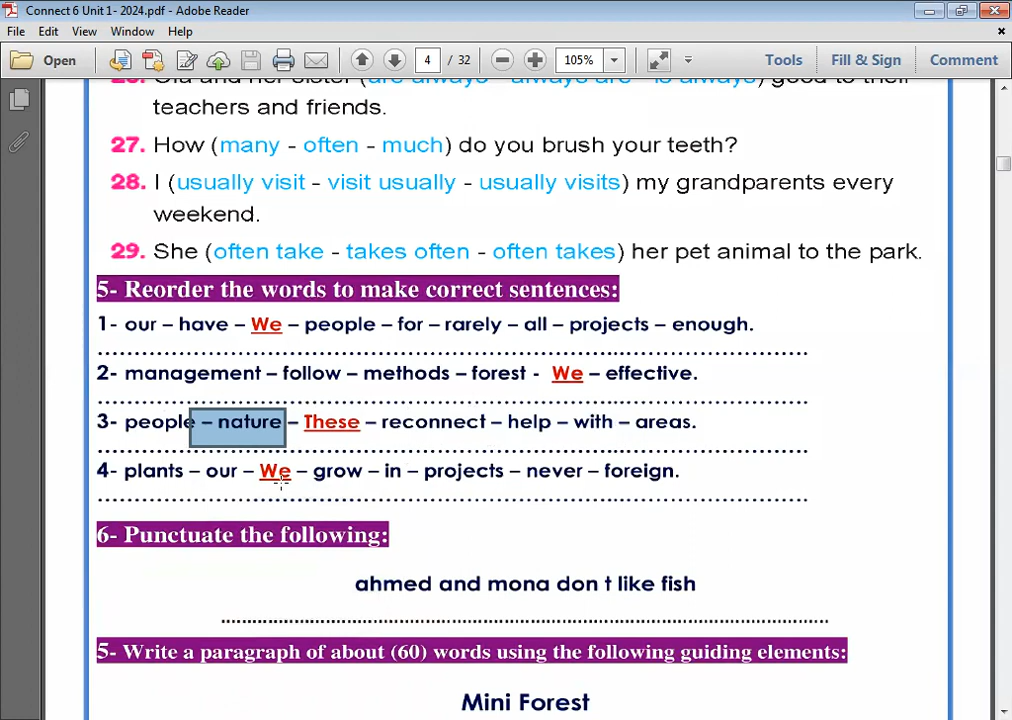 Connect 6 Unit 1- 2024.pdf - Adobe Reader
File Edit View Window Help
Open 4 / 32 105% Tools Fill & Sign Comment
teachers and friends.
27. How (many - often - much) do you brush your teeth?
28. I (usually visit - visit usually - usually visits) my grandparents every
weekend.
29. She (often take - takes often - often takes) her pet animal to the park.
5- Reorder the words to make correct sentences:
1- our – have – We – people – for – rarely – all – projects – enough.
2- management – follow – methods – forest - We – effective.
3- people – nature – These – reconnect – help – with – areas.
4- plants – our – We – grow – in – projects – never – foreign.
6- Punctuate the following:
ahmed and mona don t like fish
5- Write a paragraph of about (60) words using the following guiding elements:
Mini Forest